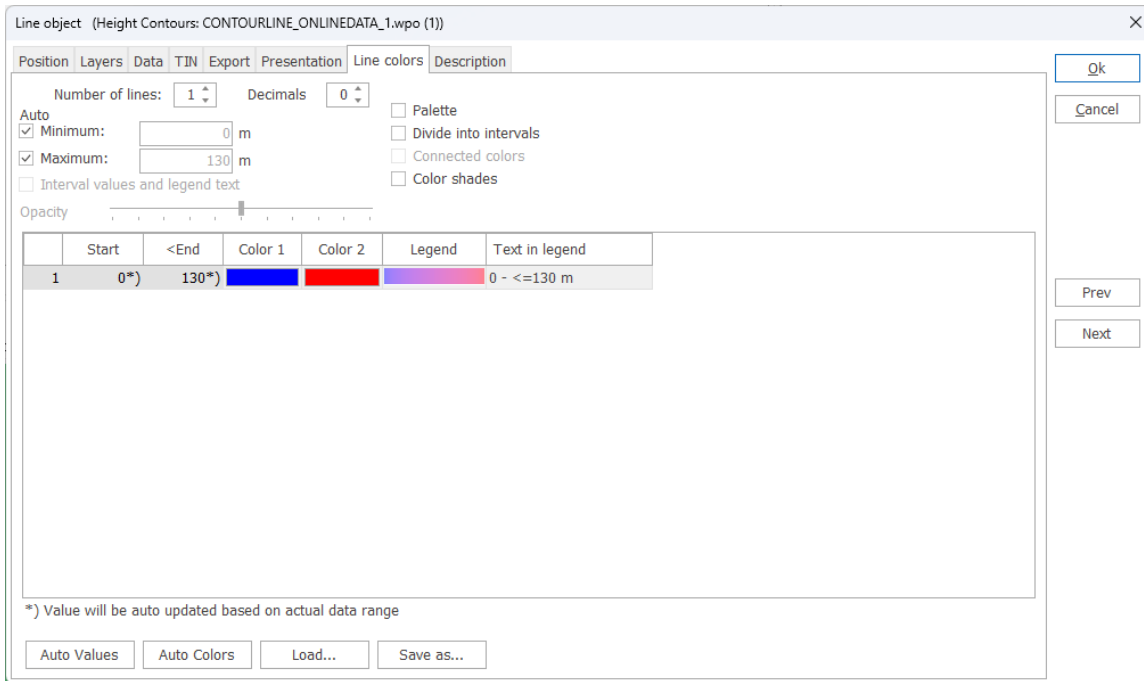 Line object   (Height Contours: CONTOURLINE_ONLINEDATA_1.wpo (1))
Position Layers Data TIN Export Presentation Line colors Description
Ok
Cancel
Number of lines: 1 Decimals 0
Auto
Minimum: 0 m
Maximum: 130 m
Interval values and legend text
Palette
Divide into intervals
Connected colors
Color shades
Opacity
Start <End Color 1 Color 2 Legend Text in legend
1 0*) 130*) 0 - <=130 m
Prev
Next
*) Value will be auto updated based on actual data range
Auto Values Auto Colors Load... Save as...